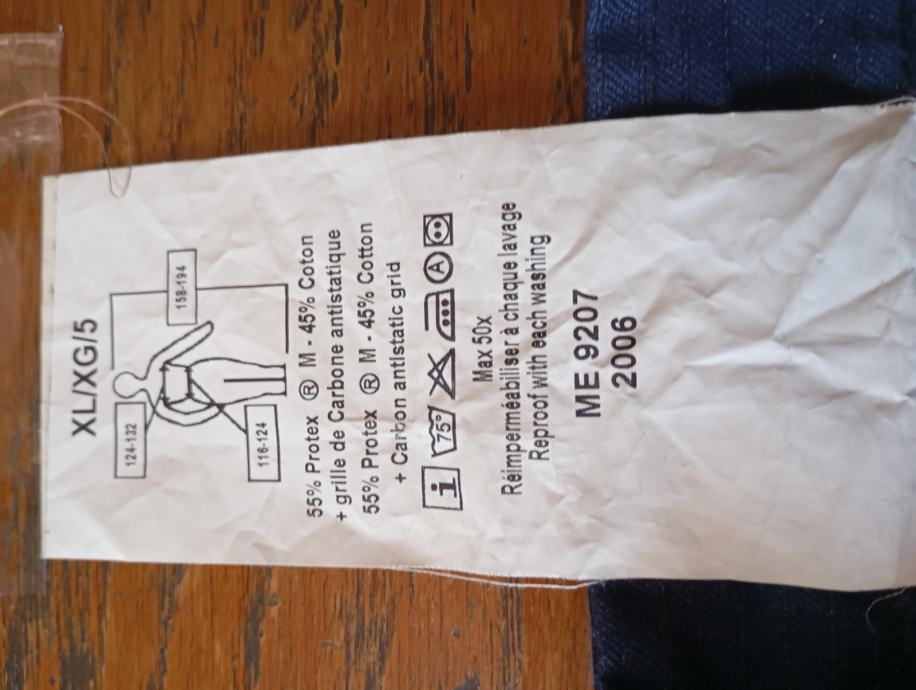 XL/XG/5
124-132
158-194
116-124
55% Protex ® M - 45% Coton
+ grille de Carbone antistatique
55% Protex ® M - 45% Cotton
+ Carbon antistatic grid
i 75° A
Max 50x
Réimperméabiliser à chaque lavage
Reproof with each washing
ME 9207
2006